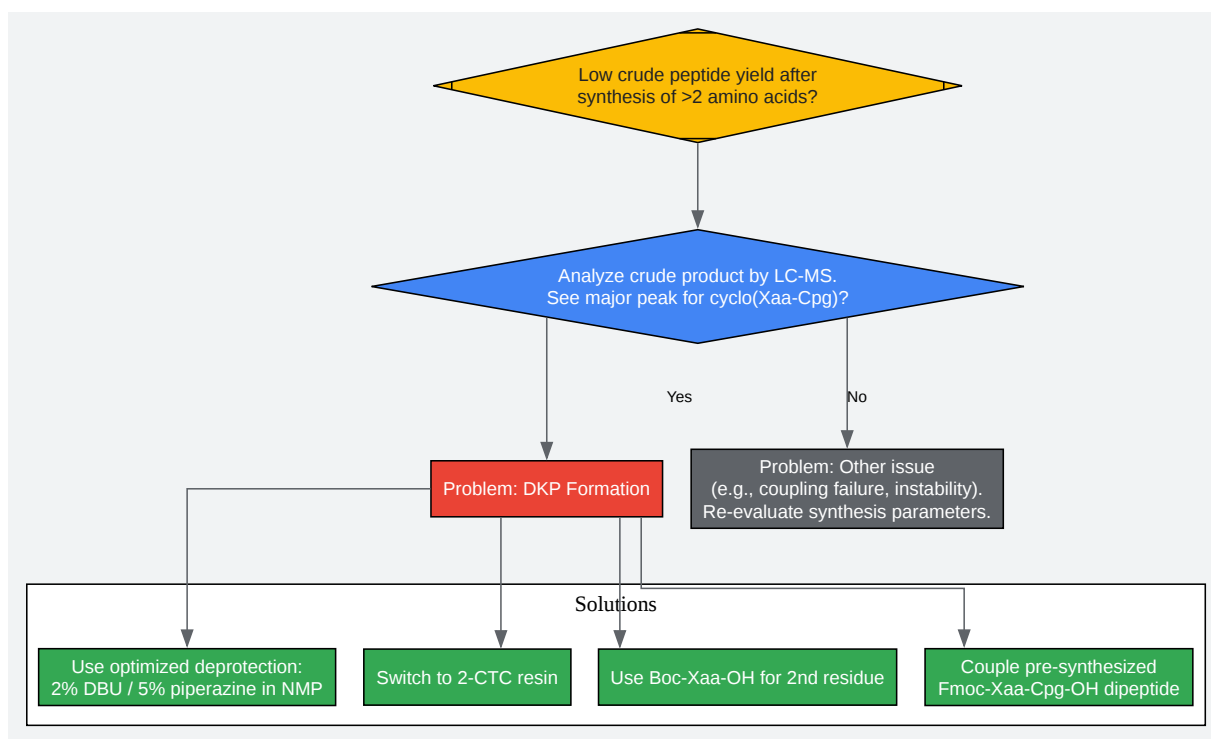 Low crude peptide yield after
synthesis of >2 amino acids?
Analyze crude product by LC-MS.
See major peak for cyclo(Xaa-Cpg)?
Yes
No
Problem: DKP Formation
Problem: Other issue
(e.g., coupling failure, instability).
Re-evaluate synthesis parameters.
Solutions
Use optimized deprotection:
2% DBU / 5% piperazine in NMP
Switch to 2-CTC resin
Use Boc-Xaa-OH for 2nd residue
Couple pre-synthesized
Fmoc-Xaa-Cpg-OH dipeptide